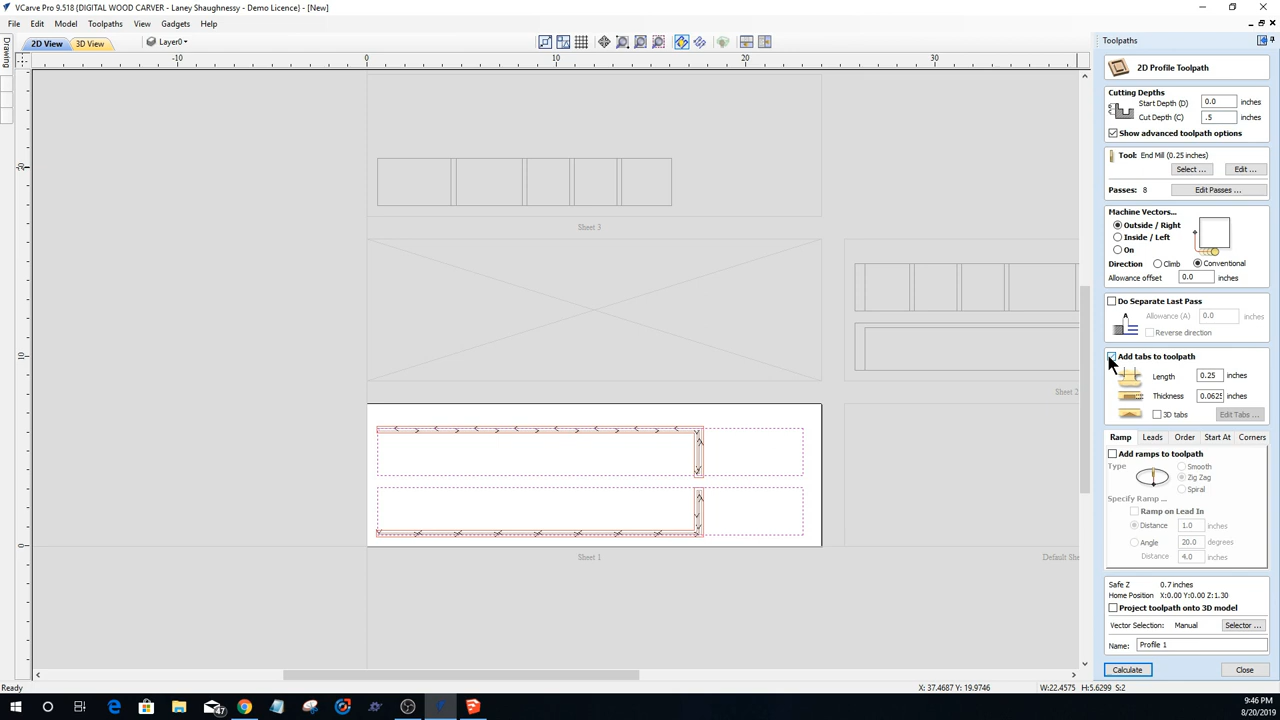 VCarve Pro 9.518 {DIGITAL WOOD CARVER - Laney Shaughnessy - Demo Licence} - [New]
File Edit Model Toolpaths View Gadgets Help
Drawing
2D View 3D View Layer0
-10 0 10 20 30
20
10
0
Sheet 3
Sheet 2
Sheet 1
Default She
Toolpaths
2D Profile Toolpath
Cutting Depths
Start Depth (D) 0.0 inches
Cut Depth (C) .5 inches
Show advanced toolpath options
Tool: End Mill (0.25 inches)
Select ... Edit ...
Passes: 8 Edit Passes ...
Machine Vectors...
Outside / Right
Inside / Left
On
Direction Climb Conventional
Allowance offset 0.0 inches
Do Separate Last Pass
A Allowance (A) 0.0 inches
Reverse direction
Add tabs to toolpath
Length 0.25 inches
Thickness 0.0625 inches
3D tabs Edit Tabs ...
Ramp Leads Order Start At Corners
Add ramps to toolpath
Type Smooth
Zig Zag
Spiral
Specify Ramp ...
Ramp on Lead In
Distance 1.0 inches
Angle 20.0 degrees
Distance 4.0 inches
Safe Z 0.7 inches
Home Position X:0.00 Y:0.00 Z:1.30
Project toolpath onto 3D model
Vector Selection: Manual Selector ...
Name: Profile 1
Calculate Close
Ready X: 37.4687 Y: 19.9746 W:22.4575 H:5.6299 S:2
9:46 PM
8/20/2019